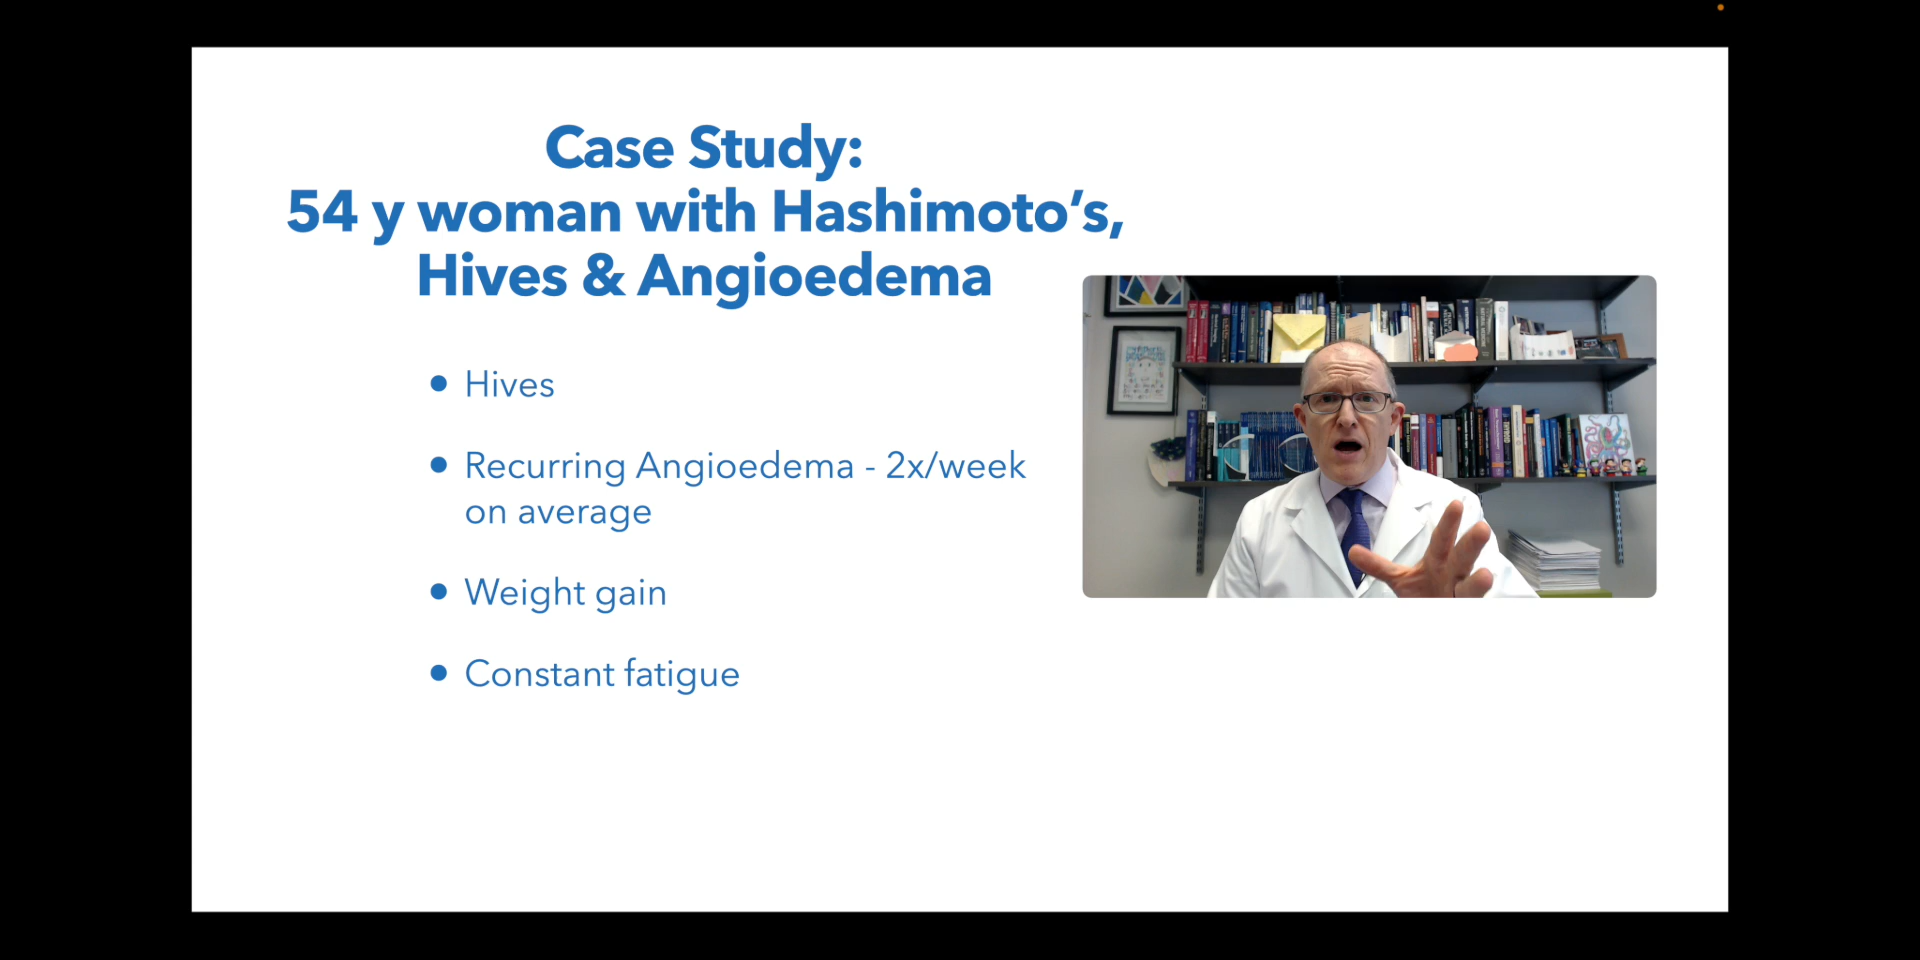 Case Study:
54 y woman with Hashimoto’s,
Hives & Angioedema
● Hives
● Recurring Angioedema - 2x/week
on average
● Weight gain
● Constant fatigue